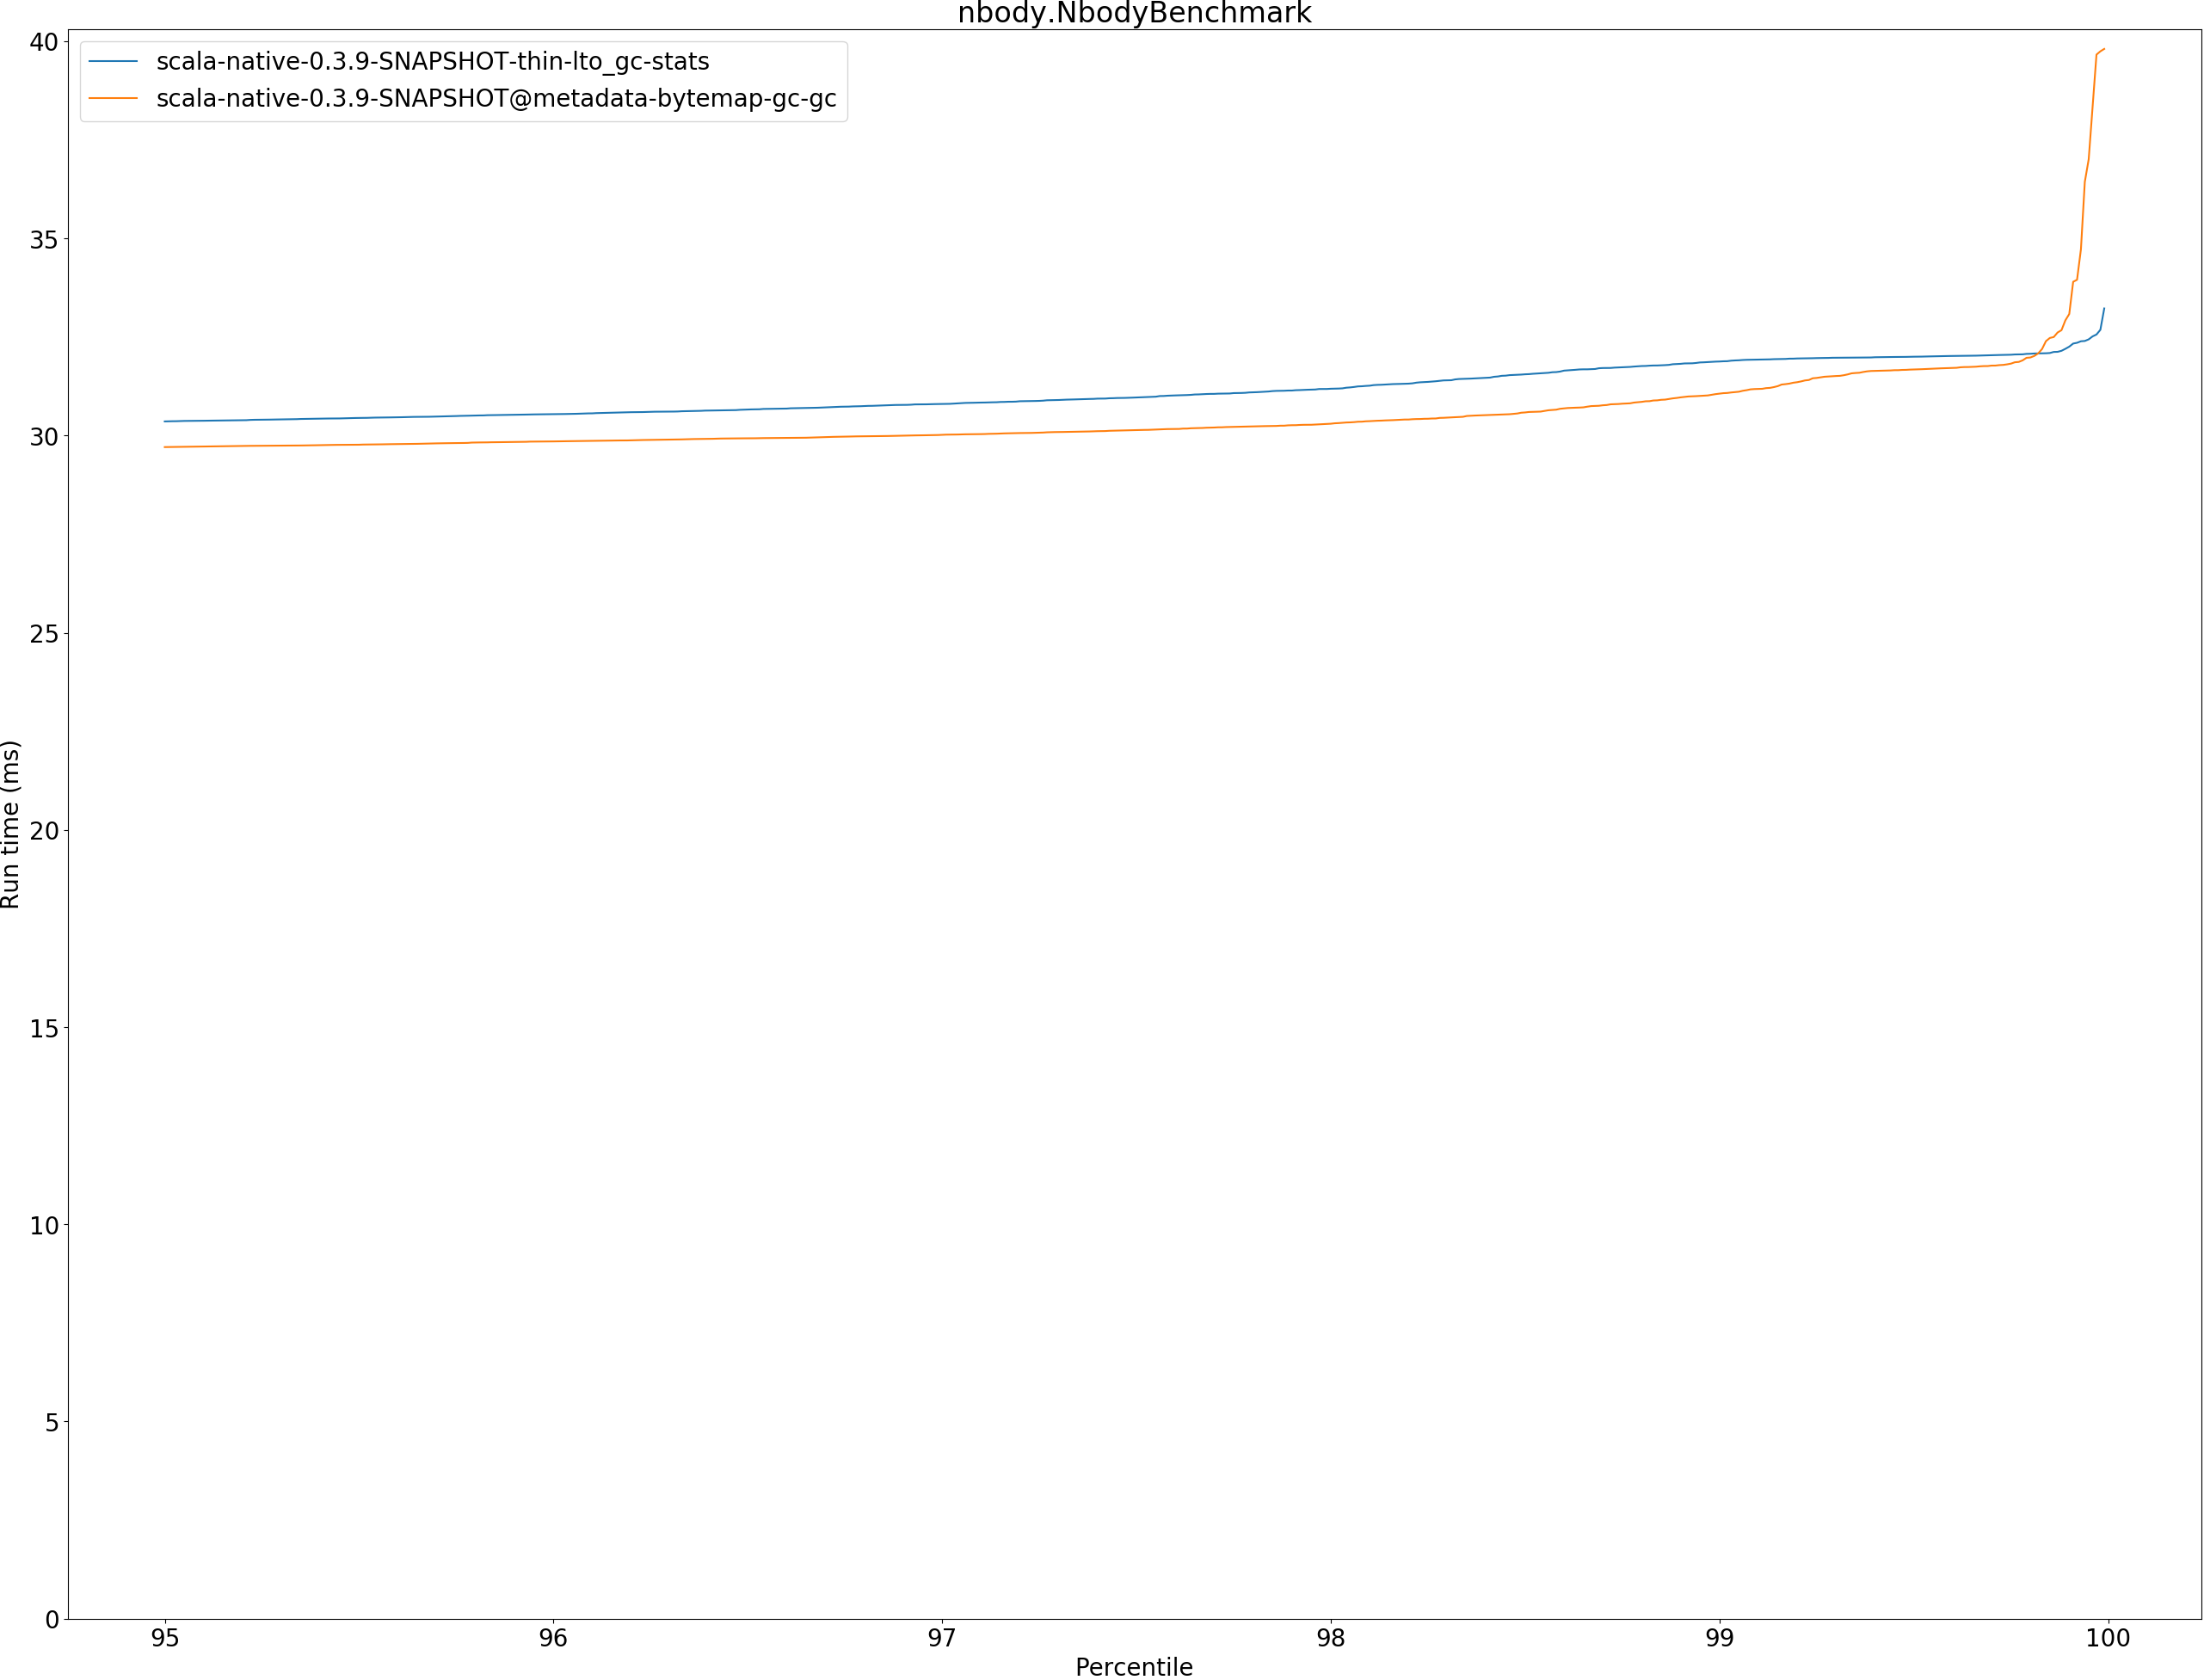 nbody.NbodyBenchmark
scala-native-0.3.9-SNAPSHOT-thin-lto_gc-stats
scala-native-0.3.9-SNAPSHOT@metadata-bytemap-gc-gc
40
35
30
25
20
15
10
5
0
Run time (ms)
95 96 97 98 99 100
Percentile